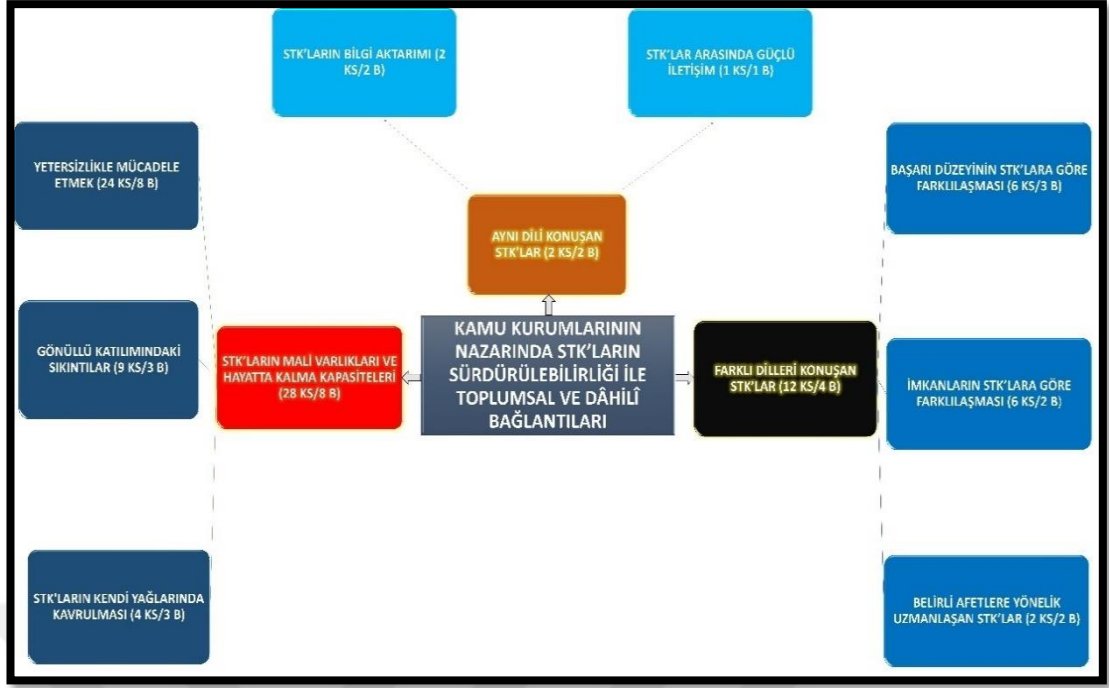 STK'LARIN BİLGİ AKTARIMI (2
KS/2 B)
STK'LAR ARASINDA GÜÇLÜ
İLETİŞİM (1 KS/1 B)
YETERSİZLİKLE MÜCADELE
ETMEK (24 KS/8 B)
BAŞARI DÜZEYİNİN STK'LARA GÖRE
FARKLILAŞMASI (6 KS/3 B)
AYNI DİLİ KONUŞAN
STK'LAR (2 KS/2 B)
GÖNÜLLÜ KATILIMINDAKİ
SIKINTILAR (9 KS/3 B)
STK'LARIN MALİ VARLIKLARI VE
HAYATTA KALMA KAPASİTELERİ
(28 KS/8 B)
KAMU KURUMLARININ
NAZARINDA STK'LARIN
SÜRDÜRÜLEBİLİRLİĞİ İLE
TOPLUMSAL VE DÂHİLÎ
BAĞLANTILARI
FARKLI DİLLERİ KONUŞAN
STK'LAR (12 KS/4 B)
İMKANLARIN STK'LARA GÖRE
FARKLILAŞMASI (6 KS/2 B)
STK'LARIN KENDİ YAĞLARINDA
KAVRULMASI (4 KS/3 B)
BELİRLİ AFETLERE YÖNELİK
UZMANLAŞAN STK'LAR (2 KS/2 B)